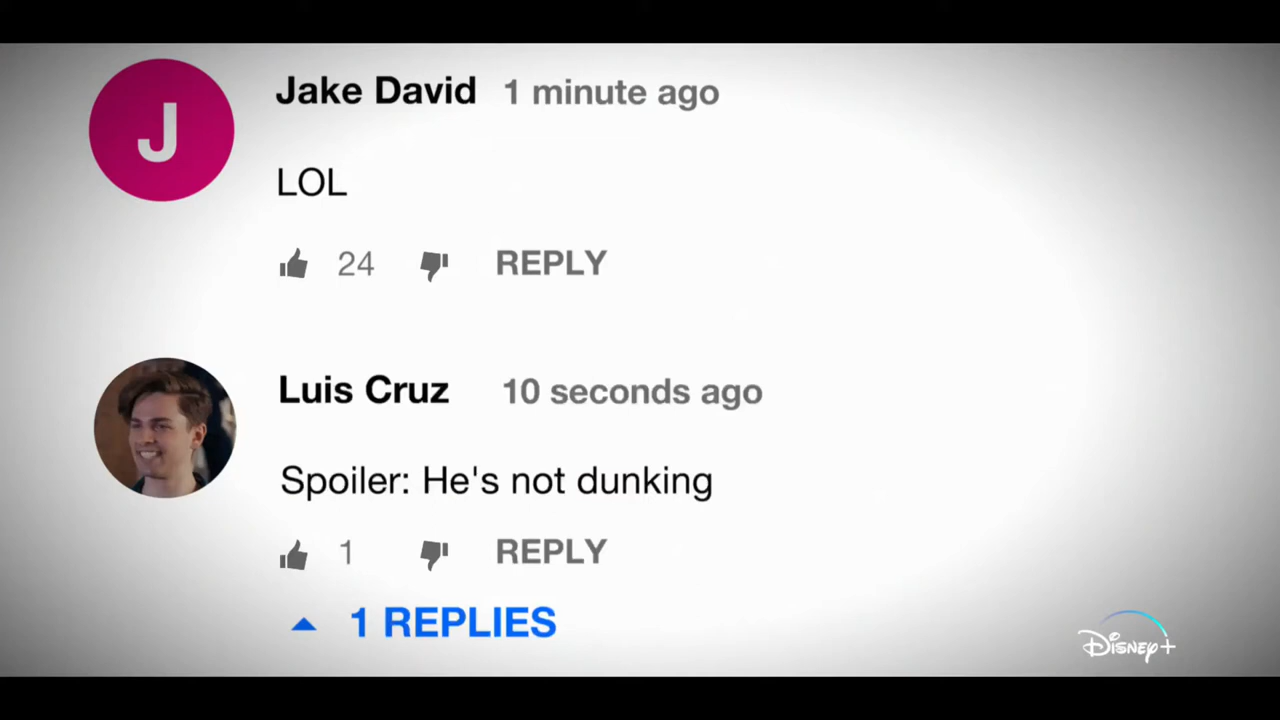 J
Jake David 1 minute ago
LOL
24 REPLY
Luis Cruz 10 seconds ago
Spoiler: He's not dunking
1 REPLY
1 REPLIES
Disney+